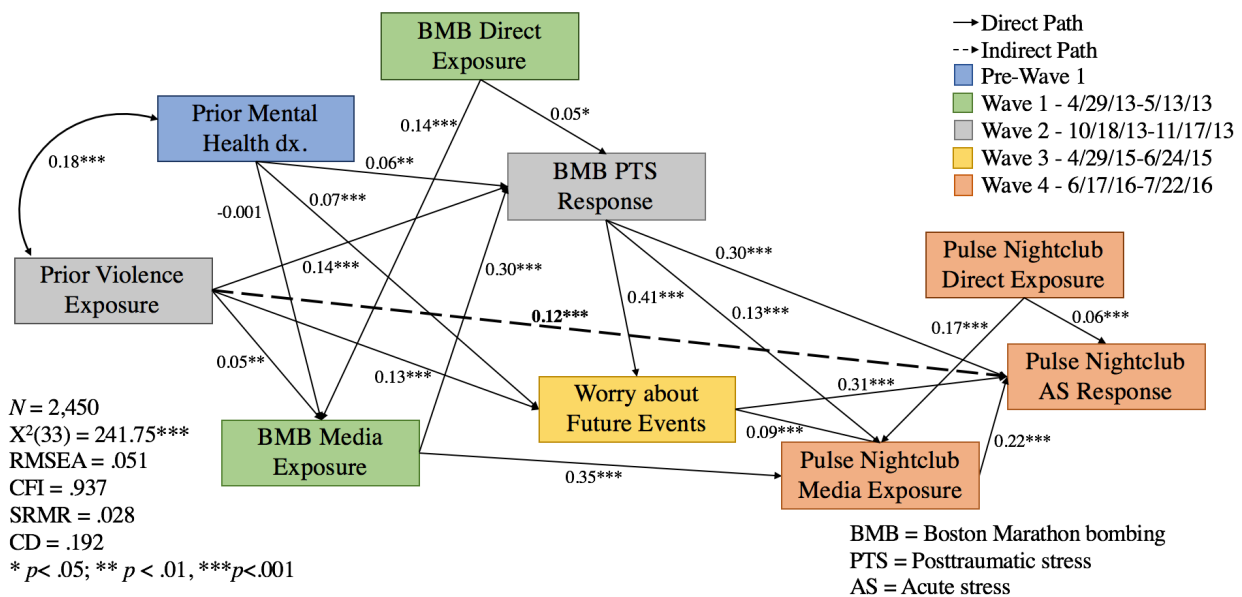 BMB Direct
Exposure
Direct Path
Indirect Path
Pre-Wave 1
Wave 1 - 4/29/13-5/13/13
Wave 2 - 10/18/13-11/17/13
Wave 3 - 4/29/15-6/24/15
Wave 4 - 6/17/16-7/22/16
Prior Mental
Health dx.
0.18***
0.14***
0.05*
0.06**
BMB PTS
Response
-0.001
0.07***
Prior Violence
Exposure
0.14***
0.30***
0.30***
Pulse Nightclub
Direct Exposure
0.41***
0.13***
0.12***
0.17***
0.06***
0.05**
0.13***
Pulse Nightclub
AS Response
Worry about
Future Events
0.31***
0.09***
0.22***
BMB Media
Exposure
0.35***
Pulse Nightclub
Media Exposure
N = 2,450
X²(33) = 241.75***
RMSEA = .051
CFI = .937
SRMR = .028
CD = .192
* p< .05; ** p < .01, ***p<.001
BMB = Boston Marathon bombing
PTS = Posttraumatic stress
AS = Acute stress